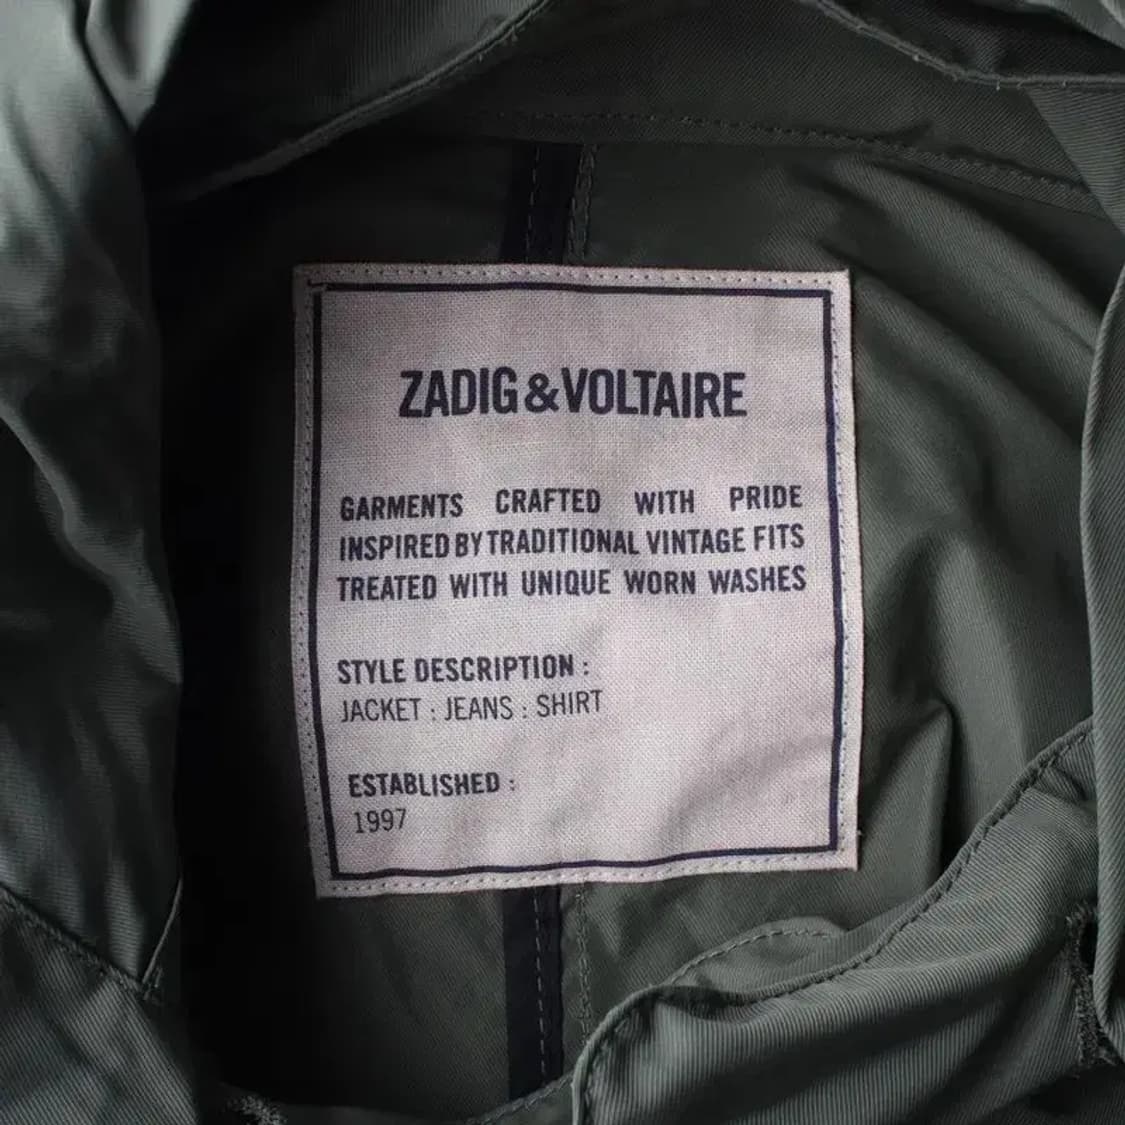 ZADIG&VOLTAIRE
GARMENTS CRAFTED WITH PRIDE
INSPIRED BY TRADITIONAL VINTAGE FITS
TREATED WITH UNIQUE WORN WASHES
STYLE DESCRIPTION :
JACKET : JEANS : SHIRT
ESTABLISHED :
1997